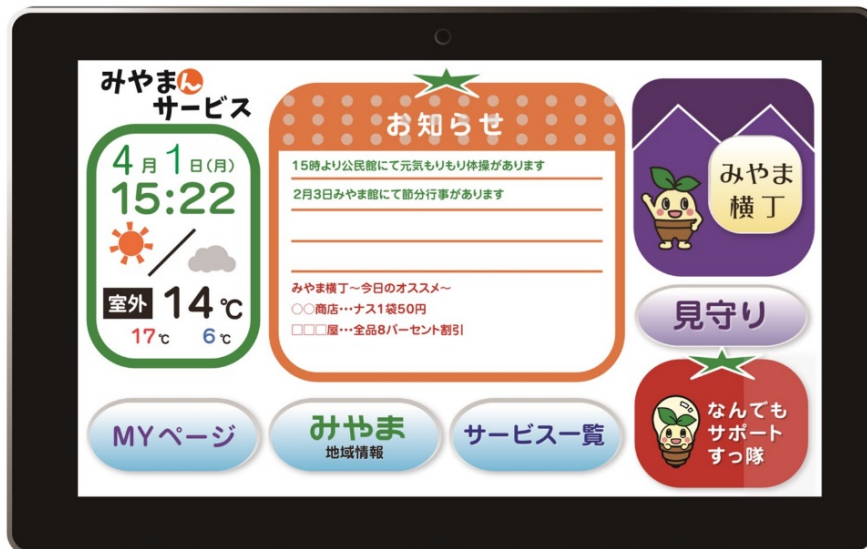 みやまん
サービス
4月1日(月)
15:22
室外 14℃
17℃ 6℃
お知らせ
15時より公民館にて元気もりもり体操があります
2月3日みやま館にて節分行事があります
みやま横丁～今日のオススメ～
○○商店…ナス1袋50円
□□□屋…全品8パーセント割引
みやま
横丁
見守り
なんでも
サポート
すっ隊
MYページ
みやま
地域情報
サービス一覧